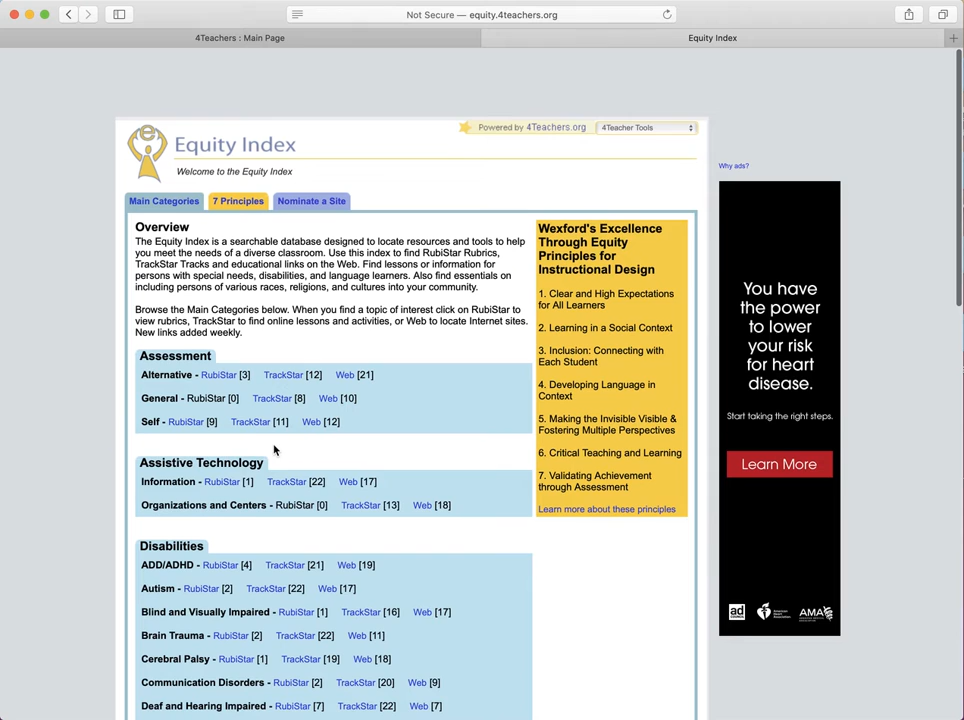 Not Secure — equity.4teachers.org
4Teachers : Main Page
Equity Index
Powered by 4Teachers.org
4Teacher Tools
Equity Index
Welcome to the Equity Index
Why ads?
Main Categories
7 Principles
Nominate a Site
Overview
The Equity Index is a searchable database designed to locate resources and tools to help
you meet the needs of a diverse classroom. Use this index to find RubiStar Rubrics,
TrackStar Tracks and educational links on the Web. Find lessons or information for
persons with special needs, disabilities, and language learners. Also find essentials on
including persons of various races, religions, and cultures into your community.
Browse the Main Categories below. When you find a topic of interest click on RubiStar to
view rubrics, TrackStar to find online lessons and activities, or Web to locate Internet sites.
New links added weekly.
Assessment
Alternative - RubiStar [3] TrackStar [12] Web [21]
General - RubiStar [0] TrackStar [8] Web [10]
Self - RubiStar [9] TrackStar [11] Web [12]
Assistive Technology
Information - RubiStar [1] TrackStar [22] Web [17]
Organizations and Centers - RubiStar [0] TrackStar [13] Web [18]
Disabilities
ADD/ADHD - RubiStar [4] TrackStar [21] Web [19]
Autism - RubiStar [2] TrackStar [22] Web [17]
Blind and Visually Impaired - RubiStar [1] TrackStar [16] Web [17]
Brain Trauma - RubiStar [2] TrackStar [22] Web [11]
Cerebral Palsy - RubiStar [1] TrackStar [19] Web [18]
Communication Disorders - RubiStar [2] TrackStar [20] Web [9]
Deaf and Hearing Impaired - RubiStar [7] TrackStar [22] Web [7]
Wexford's Excellence
Through Equity
Principles for
Instructional Design
1. Clear and High Expectations
for All Learners
2. Learning in a Social Context
3. Inclusion: Connecting with
Each Student
4. Developing Language in
Context
5. Making the Invisible Visible &
Fostering Multiple Perspectives
6. Critical Teaching and Learning
7. Validating Achievement
through Assessment
Learn more about these principles
You have
the power
to lower
your risk
for heart
disease.
Start taking the right steps.
Learn More
ad
COUNCIL
American
Heart
Association
AMA